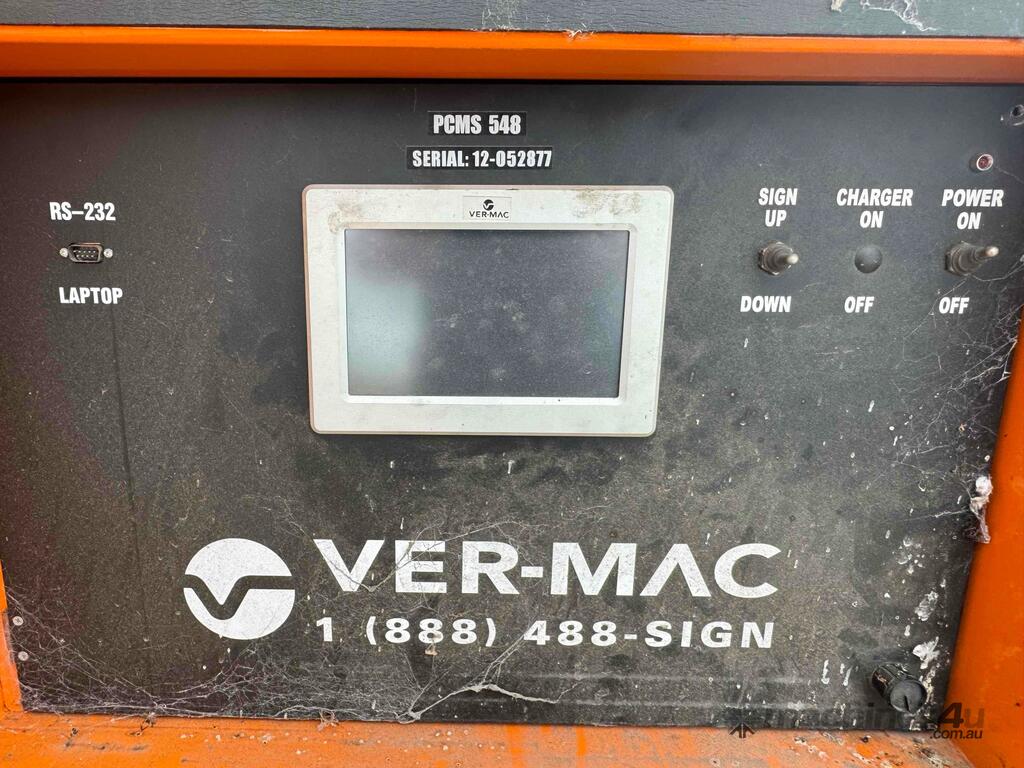 PCMS 548
SERIAL: 12-052877
VER-MAC
RS-232
LAPTOP
SIGN
UP
DOWN
CHARGER
ON
OFF
POWER
ON
OFF
VER-MAC
1 (888) 488-SIGN
machines4u
.com.au